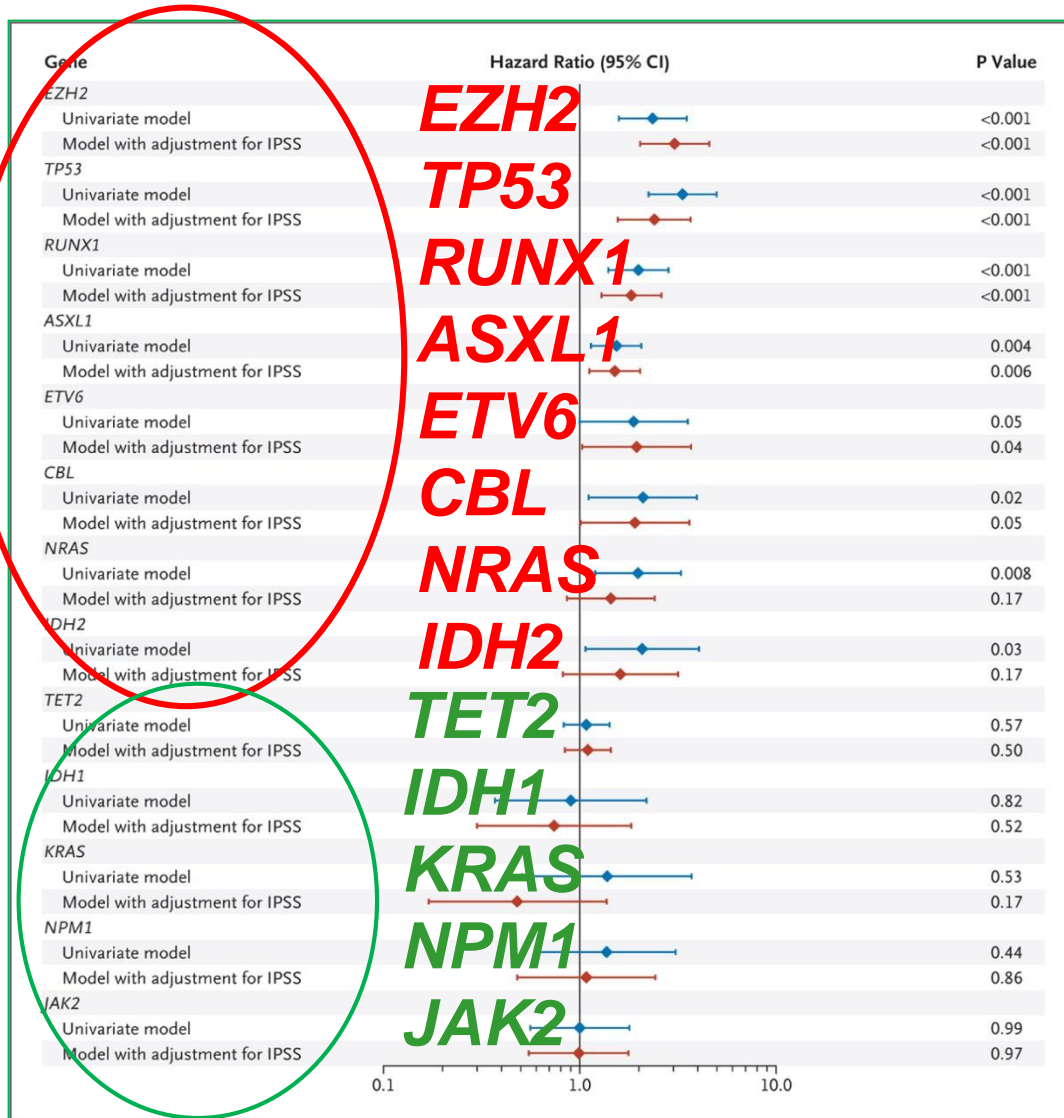 Gene Hazard Ratio (95% CI) P Value
EZH2 EZH2
Univariate model <0.001
Model with adjustment for IPSS <0.001
TP53 TP53
Univariate model <0.001
Model with adjustment for IPSS <0.001
RUNX1 RUNX1
Univariate model <0.001
Model with adjustment for IPSS <0.001
ASXL1 ASXL1
Univariate model 0.004
Model with adjustment for IPSS 0.006
ETV6 ETV6
Univariate model 0.05
Model with adjustment for IPSS 0.04
CBL CBL
Univariate model 0.02
Model with adjustment for IPSS 0.05
NRAS NRAS
Univariate model 0.008
Model with adjustment for IPSS 0.17
IDH2 IDH2
Univariate model 0.03
Model with adjustment for IPSS 0.17
TET2 TET2
Univariate model 0.57
Model with adjustment for IPSS 0.50
IDH1 IDH1
Univariate model 0.82
Model with adjustment for IPSS 0.52
KRAS KRAS
Univariate model 0.53
Model with adjustment for IPSS 0.17
NPM1 NPM1
Univariate model 0.44
Model with adjustment for IPSS 0.86
JAK2 JAK2
Univariate model 0.99
Model with adjustment for IPSS 0.97
0.1 1.0 10.0